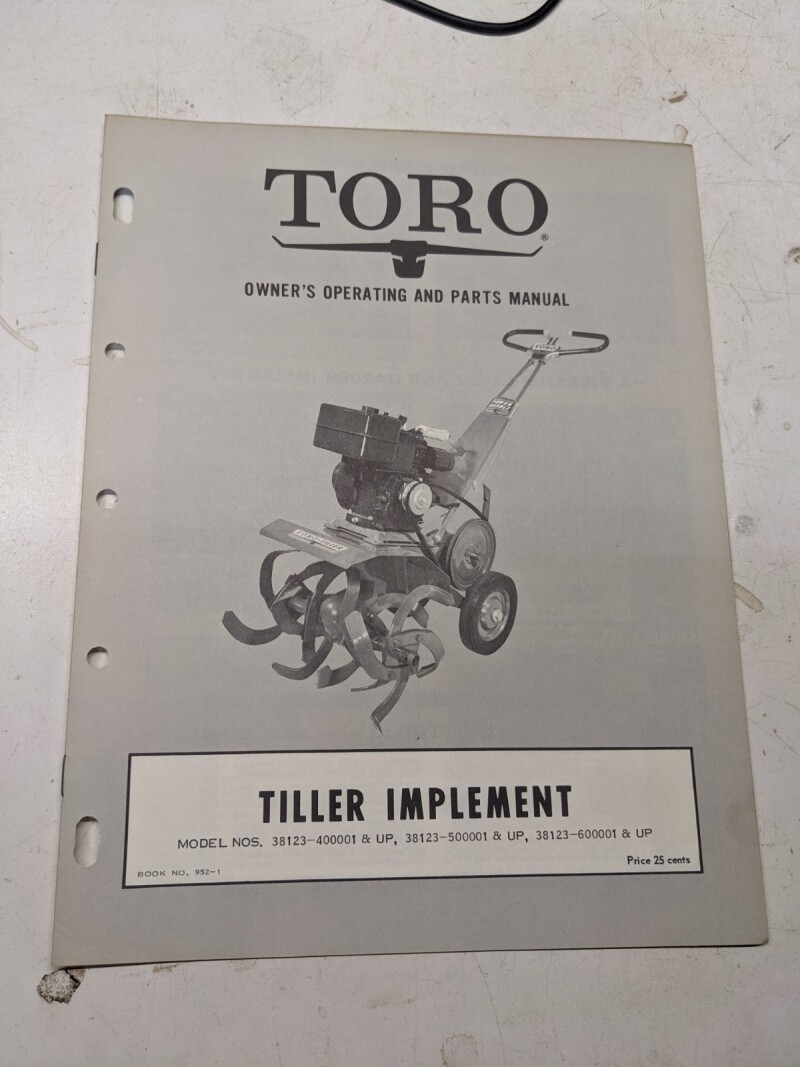 TORO®
OWNER'S OPERATING AND PARTS MANUAL
TORO
TILLER IMPLEMENT
MODEL NOS. 38123-400001 & UP, 38123-500001 & UP, 38123-600001 & UP
Price 25 cents
BOOK NO. 952-1